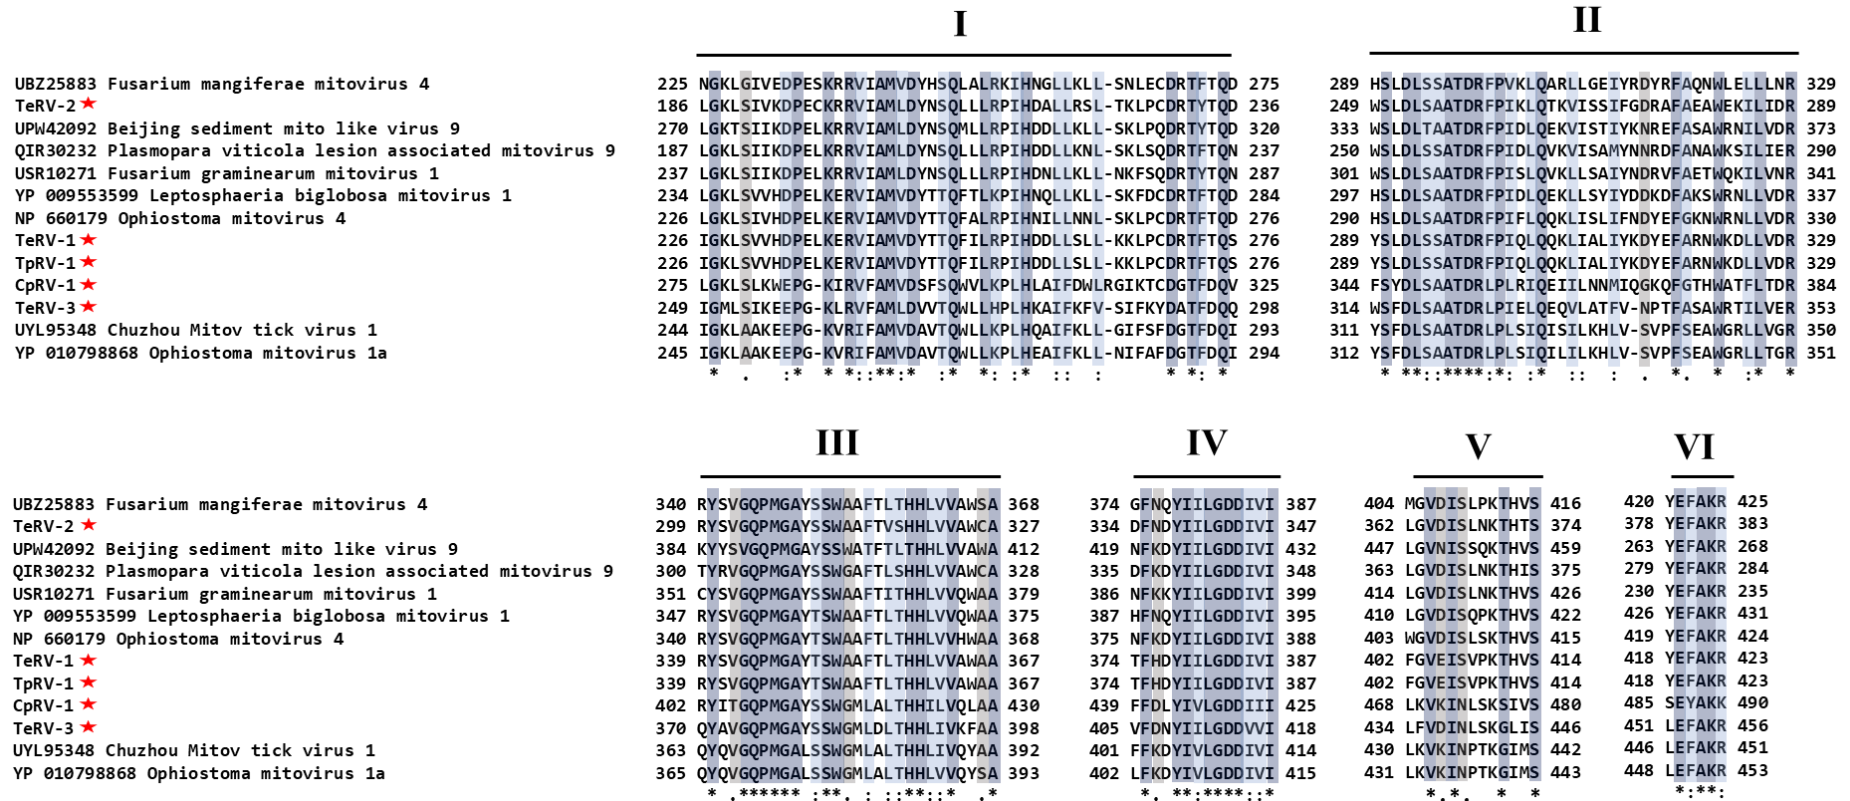 I II
UBZ25883 Fusarium mangiferae mitovirus 4 225 NGKLGIVEDPESKRRVIAMVDYHSQLALRKIHNGLLKLL-SNLECDRTFTQD 275 289 HSLDLSSATDRFPVKLQARLLGEIYRDYRFAQNWLELLLNR 329
TeRV-2 186 LGKLSIVKDPECKRRVIAMVDYNSQLLLRPIHDALLRSL-TKLPCDRTYTQD 236 249 WSLDLSAATDRFPIKLQTKVISSIFGDRAFAEAWEKILIDR 289
UPW42092 Beijing sediment mito like virus 9 270 LGKTSIIKDPELKRRVIAMLDYNSQMLLRPIHDDLLKLL-SKLPQDRTYTQD 320 333 WSLDLTAATDRFPIDLQEKVISTIYKNREFASAWRNILVDR 373
QIR30232 Plasmopara viticola lesion associated mitovirus 9 187 LGKLSIIKDPELKRRVIAMLDYNSQLLLRPIHDDLLKNL-SKLSQDRTYTQN 237 250 WSLDLSAATDRFPIDLQVKVISAMYNNRDFANAWKSILIER 290
USR10271 Fusarium graminearum mitovirus 1 237 LGKLSIIKDPELKRRVIAMLDYNSQLLLRPIHDNLLKLL-NKFSQDRTYTQN 287 301 WSLDLSAATDRFPISLQVKLLSAIYNDRVFAETWQKILVNR 341
YP 009553599 Leptosphaeria biglobosa mitovirus 1 234 LGKLSVVHDPELKRRVIAMVDYTTQFTLKPIHNQLLKLL-SKFDCDRTFTQD 284 297 HSLDLSAATDRFPIDLQEKLLSYIYDDKDFAKSWRNLLVDR 337
NP 660179 Ophiostoma mitovirus 4 226 LGKLSIVHDPELKRRVIAMVDYTTQFALRPIHNILLNNL-SKLPCDRTFTQD 276 290 HSLDLSAATDRFPIFLQQKLISLIFNDYEFGKNWRNLLVDR 330
TeRV-1 226 IGKLSVVHDPELKERVIAMVDYTTQFILRPIHDDLLSLL-KKLPCDRTFTQS 276 289 YSLDLSSATDRFPIQLQQKLIALIYKDYEFARNWKDLLVDR 329
TpRV-1 226 IGKLSVVHDPELKERVIAMVDYTTQFILRPIHDDLLSLL-KKLPCDRTFTQS 276 289 YSLDLSSATDRFPIQLQQKLIALIYKDYEFARNWKDLLVDR 329
CpRV-1 275 LGKLSLKWEPG-KIRVFAMVDSFSQWVLKPLHLAIFDWLRGIKTCDGTFDQV 325 344 FSYDLSAATDRLPLRIQEIILNNMIQGKQFGTHWATFLTDR 384
TeRV-3 249 IGMLSIKEEPG-KLRVFAMLDVVTQWLLHPLHKAIFKFV-SIFKYDATFDQQ 298 314 WSFDLSAATDRLPIELQEQVLATFV-NPTFASAWRTILVER 353
UYL95348 Chuzhou Mitov tick virus 1 244 IGKLAAKEEPG-KVRIFAMVDAVTQWLLKPLHQAIFKLL-GIFSFDGTFDQI 293 311 YSFDLSAATDRLPLSIQISILKHLV-SVPFSEAWGRLLVGR 350
YP 010798868 Ophiostoma mitovirus 1a 245 IGKLAAKEEPG-KVRIFAMVDAVTQWLLKPLHEAIFKLL-NIFAFDGTFDQI 294 312 YSFDLSAATDRLPLSIQILILKHLV-SVPFSEAWGRLLTGR 351
* . :* * *::**:* :* *: :* :: : * *: * * **::****:*: :* :: : . *. * :* *
III IV V VI
UBZ25883 Fusarium mangiferae mitovirus 4 340 RYSVGQPMGAYSSWAAFTLTHHLVVAWSA 368 374 GFNQYIILGDDIVI 387 404 MGVDISLPKTHVS 416 420 YEFAKR 425
TeRV-2 299 RYSVGQPMGAYSSWAAFTVSHHLVVAWCA 327 334 DFNDYIILGDDIVI 347 362 LGVDISLNKTHTS 374 378 YEFAKR 383
UPW42092 Beijing sediment mito like virus 9 384 KYYSVGQPMGAYSSWATFTLTHHLVVAWA 412 419 NFKDYIILGDDIVI 432 447 LGVNISSQKTHVS 459 263 YEFAKR 268
QIR30232 Plasmopara viticola lesion associated mitovirus 9 300 TYRVGQPMGAYSSWGAFTLSHHLVVAWCA 328 335 DFKDYIILGDDIVI 348 363 LGVDISLNKTHIS 375 279 YEFAKR 284
USR10271 Fusarium graminearum mitovirus 1 351 CYSVGQPMGAYSSWAAFTITHHLVVQWAA 379 386 NFKKYIILGDDIVI 399 414 LGVDISLNKTHVS 426 230 YEFAKR 235
YP 009553599 Leptosphaeria biglobosa mitovirus 1 347 RYSVGQPMGAYTSWAAFTLTHHLVVQWAA 375 387 HFNQYIILGDDIVI 395 410 LGVDISQPKTHVS 422 426 YEFAKR 431
NP 660179 Ophiostoma mitovirus 4 340 RYSVGQPMGAYTSWAAFTLTHHLVVHWAA 368 375 NFKDYIILGDDIVI 388 403 WGVDISLSKTHVS 415 419 YEFAKR 424
TeRV-1 339 RYSVGQPMGAYTSWAAFTLTHHLVVAWAA 367 374 TFHDYIILGDDIVI 387 402 FGVEISVPKTHVS 414 418 YEFAKR 423
TpRV-1 339 RYSVGQPMGAYTSWAAFTLTHHLVVAWAA 367 374 TFHDYIILGDDIVI 387 402 FGVEISVPKTHVS 414 418 YEFAKR 423
CpRV-1 402 RYITGQPMGAYSSWGMLALTHHILVQLAA 430 439 FFDLYIVLGDDIII 425 468 LKVKINLSKSIVS 480 485 SEYAKK 490
TeRV-3 370 QYAVGQPMGAYSSWGMLDLTHHLIVKFAA 398 405 VFDNYIVLGDDVVI 418 434 LFVDINLSKGLIS 446 451 LEFAKR 456
UYL95348 Chuzhou Mitov tick virus 1 363 QYQVGQPMGALSSWGMLALTHHLIVQYAA 392 401 FFKDYIVLGDDIVI 414 430 LKVKINPTKGIMS 442 446 LEFAKR 451
YP 010798868 Ophiostoma mitovirus 1a 365 QYQVGQPMGALSSWGMLALTHHLVVQYSA 393 402 LFKDYIVLGDDIVI 415 431 LKVKINPTKGIMS 443 448 LEFAKR 453
* .****** :**. : ::**::* .* *. **:****::* *.*. * * *:**: